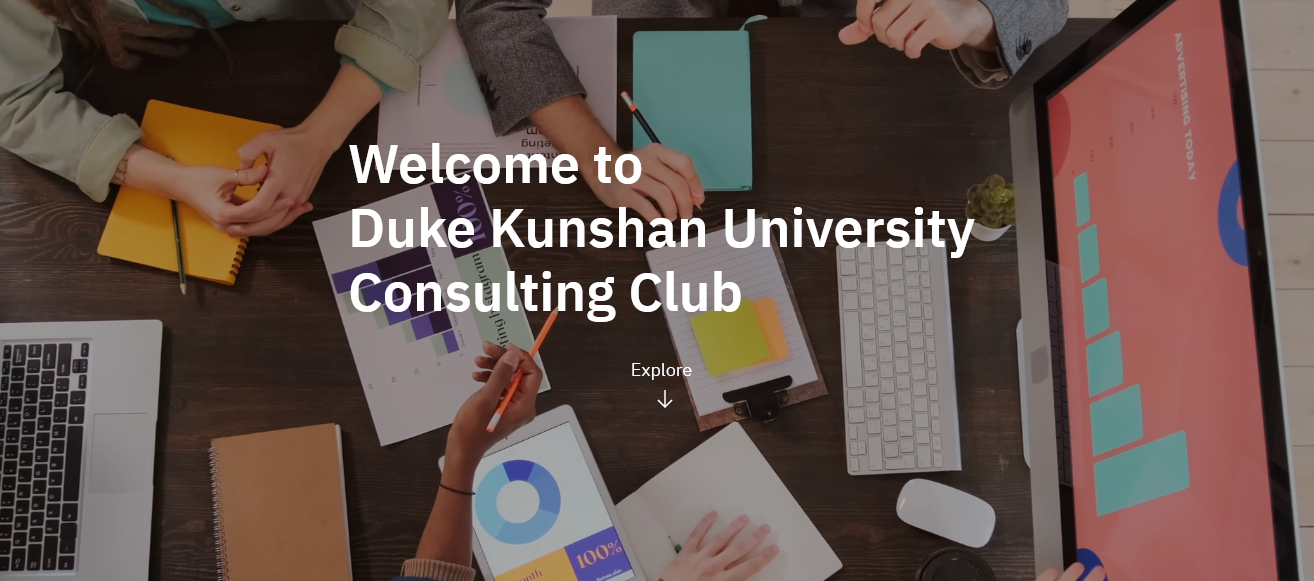 Welcome to
Duke Kunshan University
Consulting Club
Explore
ADVERTISING TODAY
100%
100%